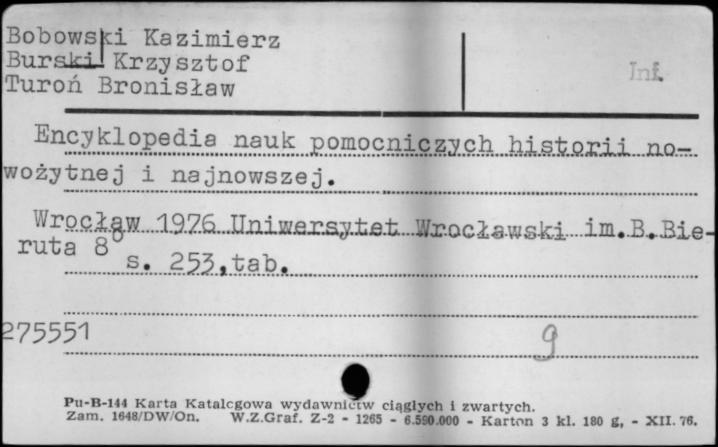 Bobowski Kazimierz
Burski Krzysztof
Inf.
Turoń Bronisław
Encyklopedia nauk pomocniczych historii no-
wożytnej i najnowszej.
Wrocław 1976 Uniwersytet Wrocławski im.B.Bie-
ruta 8°
s. 253,tab.
275551
g
Pu-B-144 Karta Katalcgowa wydawnictw ciągłych i zwartych.
Zam. 1648/DW/On. W.Z.Graf. Z-2 - 1265 - 6.590.000 - Karton 3 kl. 180 g, - XII. 76.